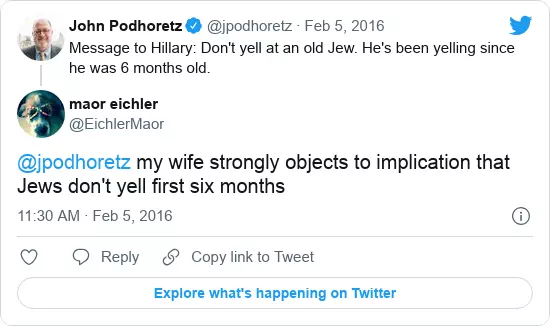 John Podhoretz @jpodhoretz · Feb 5, 2016
Message to Hillary: Don't yell at an old Jew. He's been yelling since
he was 6 months old.
maor eichler
@EichlerMaor
@jpodhoretz my wife strongly objects to implication that
Jews don't yell first six months
11:30 AM · Feb 5, 2016
Reply Copy link to Tweet
Explore what's happening on Twitter